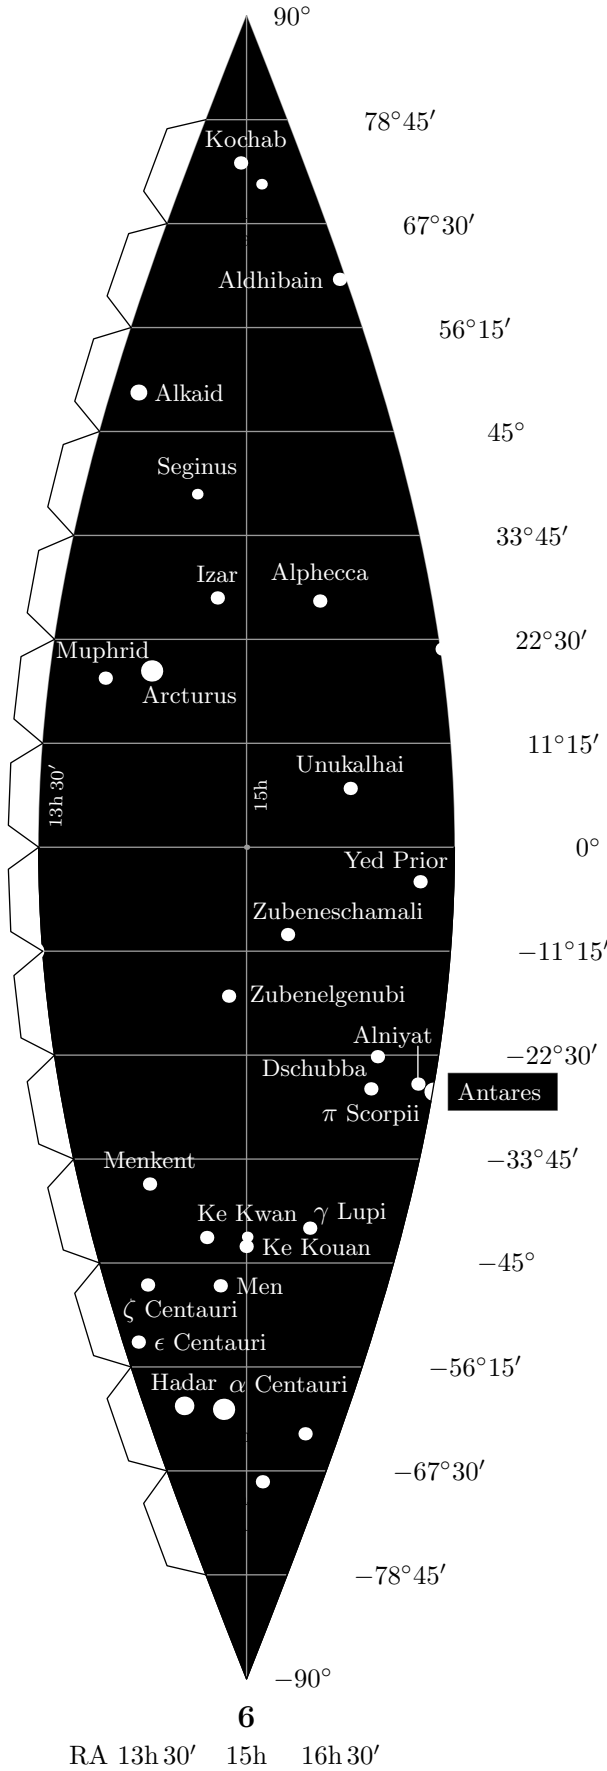 90°
78°45′
Kochab
67°30′
Aldhibain
56°15′
Alkaid
45°
Seginus
33°45′
Izar
Alphecca
22°30′
Muphrid
Arcturus
11°15′
Unukalhai
13h 30′
15h
0°
Yed Prior
Zubeneschamali
−11°15′
Zubenelgenubi
Alniyat
−22°30′
Dschubba
Antares
π Scorpii
−33°45′
Menkent
Ke Kwan
γ Lupi
Ke Kouan
−45°
Men
ζ Centauri
ϵ Centauri
−56°15′
Hadar
α Centauri
−67°30′
−78°45′
−90°
6
RA 13h 30′ 15h 16h 30′